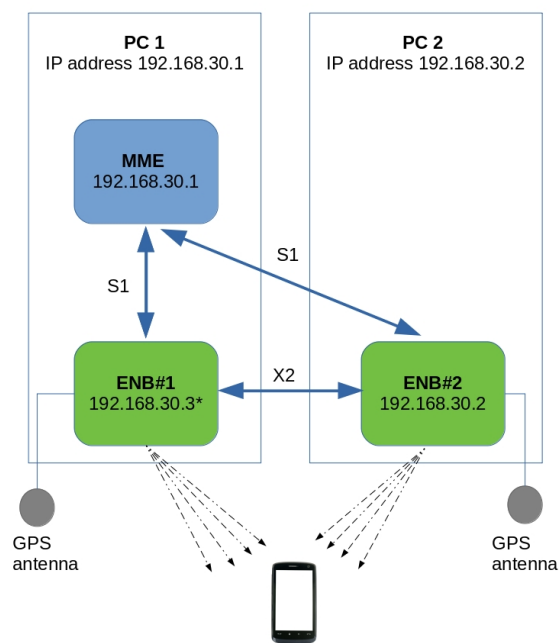 PC 1
IP address 192.168.30.1
PC 2
IP address 192.168.30.2
MME
192.168.30.1
S1
S1
ENB#1
192.168.30.3*
X2
ENB#2
192.168.30.2
GPS
antenna
GPS
antenna